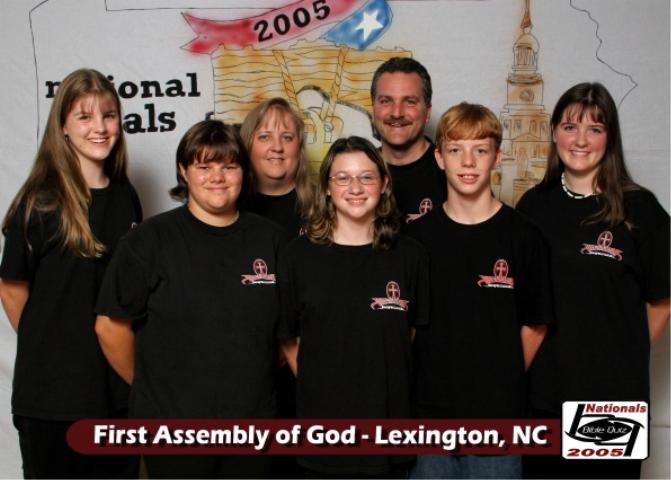 2005
national
als
First Assembly of God - Lexington, NC
Nationals
Bible Quiz
2005